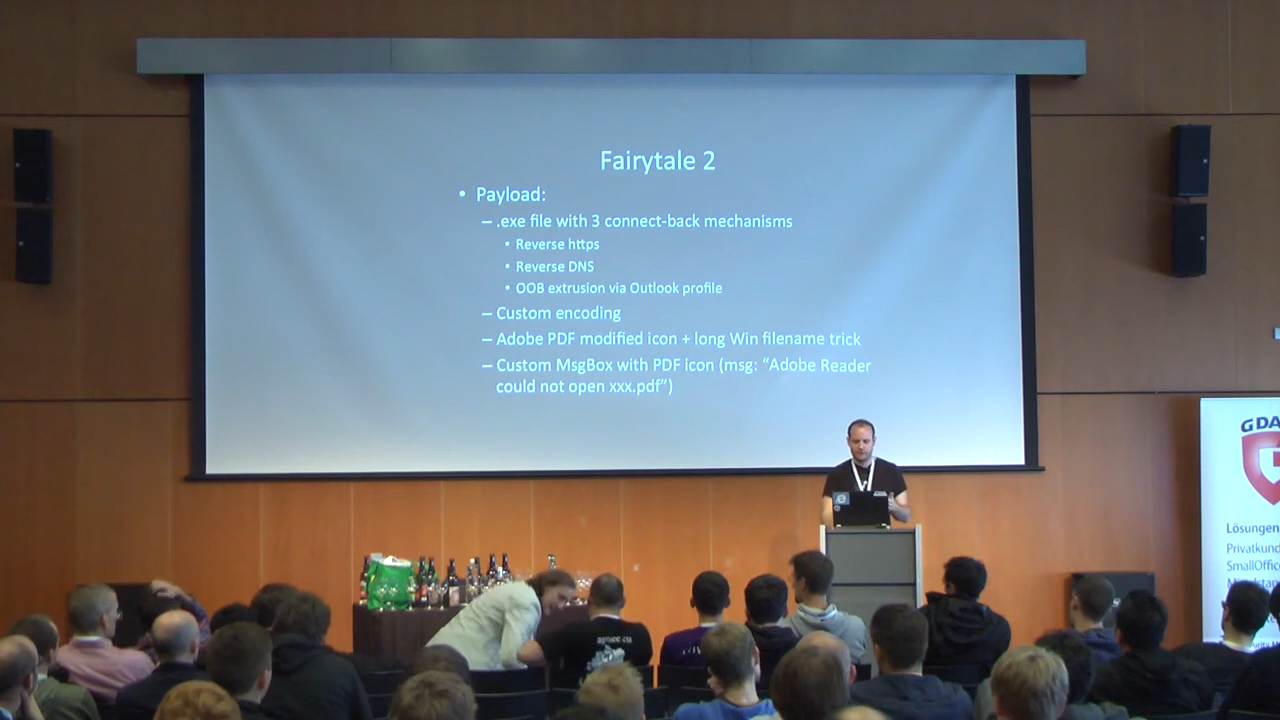 Fairytale 2
• Payload:
– .exe file with 3 connect-back mechanisms
• Reverse https
• Reverse DNS
• OOB extrusion via Outlook profile
– Custom encoding
– Adobe PDF modified icon + long Win filename trick
– Custom MsgBox with PDF icon (msg: “Adobe Reader
could not open xxx.pdf”)
G DA
Lösungen
Privatkund
SmallOffic